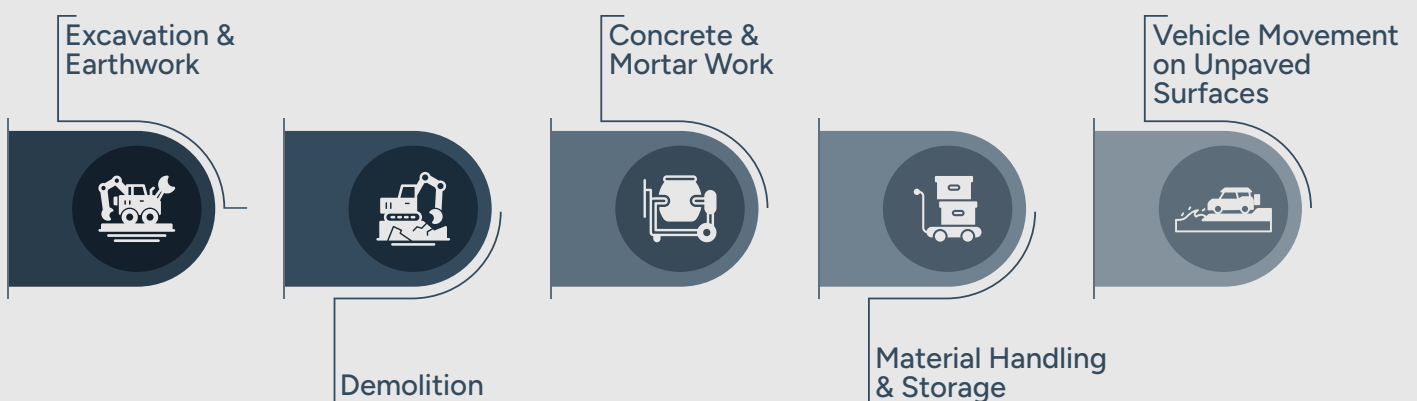 Excavation &
Earthwork
Demolition
Concrete &
Mortar Work
Material Handling
& Storage
Vehicle Movement
on Unpaved
Surfaces